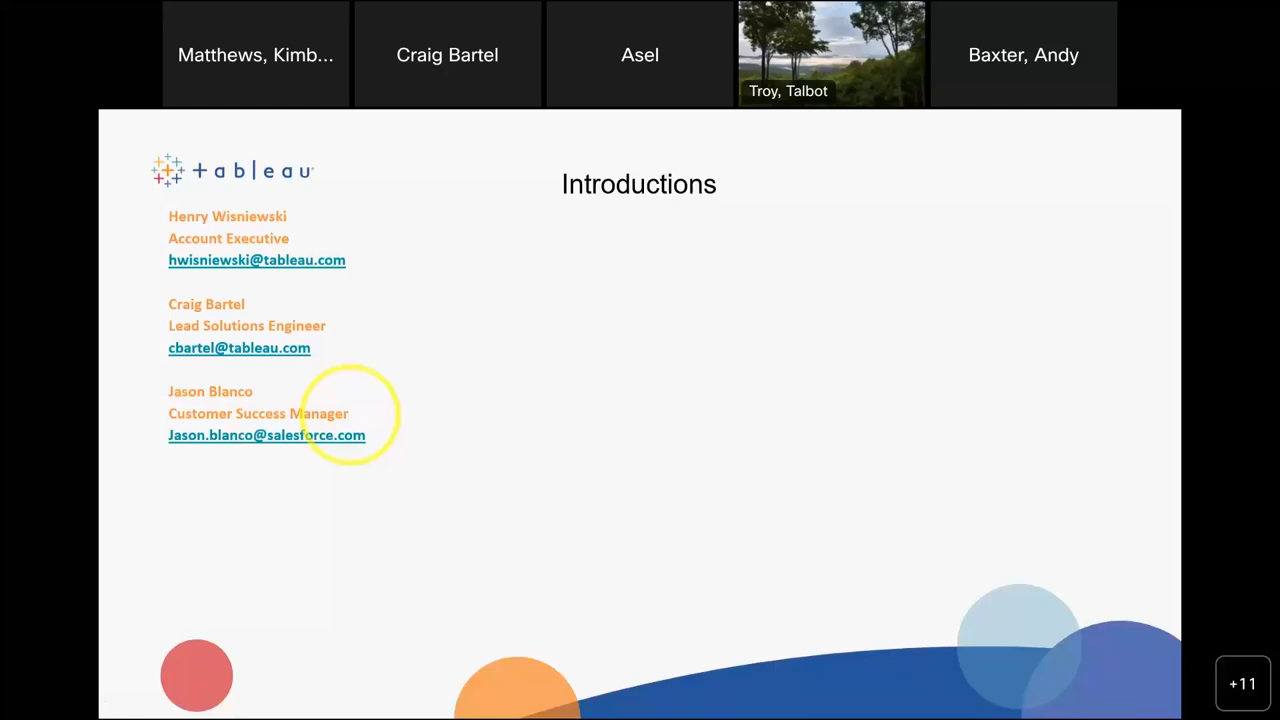 Matthews, Kimb...
Craig Bartel
Asel
Troy, Talbot
Baxter, Andy
tableau
Introductions
Henry Wisniewski
Account Executive
hwisniewski@tableau.com
Craig Bartel
Lead Solutions Engineer
cbartel@tableau.com
Jason Blanco
Customer Success Manager
Jason.blanco@salesforce.com
+11